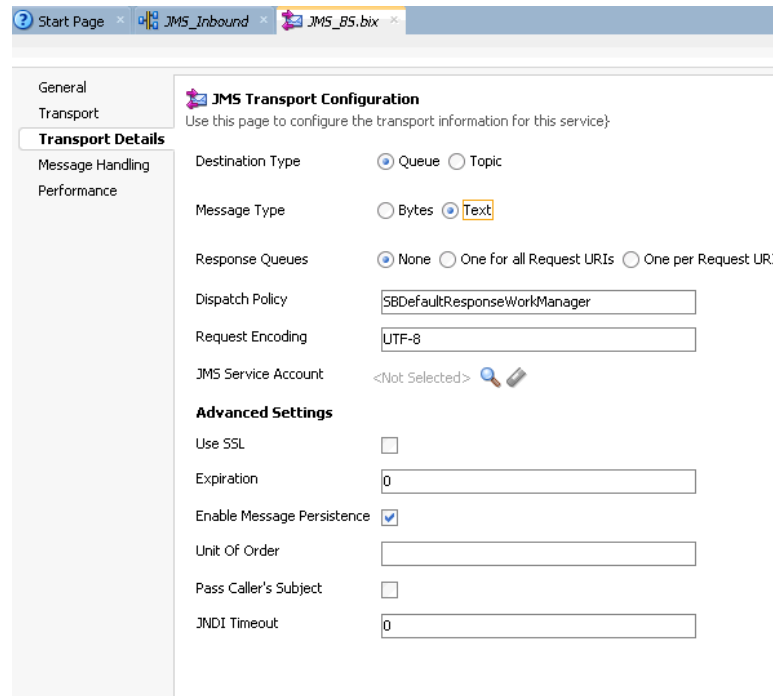 Start Page JMS_Inbound JMS_BS.bix
General
Transport
Transport Details
Message Handling
Performance
JMS Transport Configuration
Use this page to configure the transport information for this service}
Destination Type Queue Topic
Message Type Bytes Text
Response Queues None One for all Request URIs One per Request URI
Dispatch Policy SBDefaultResponseWorkManager
Request Encoding UTF-8
JMS Service Account <Not Selected>
Advanced Settings
Use SSL
Expiration 0
Enable Message Persistence
Unit Of Order
Pass Caller's Subject
JNDI Timeout 0